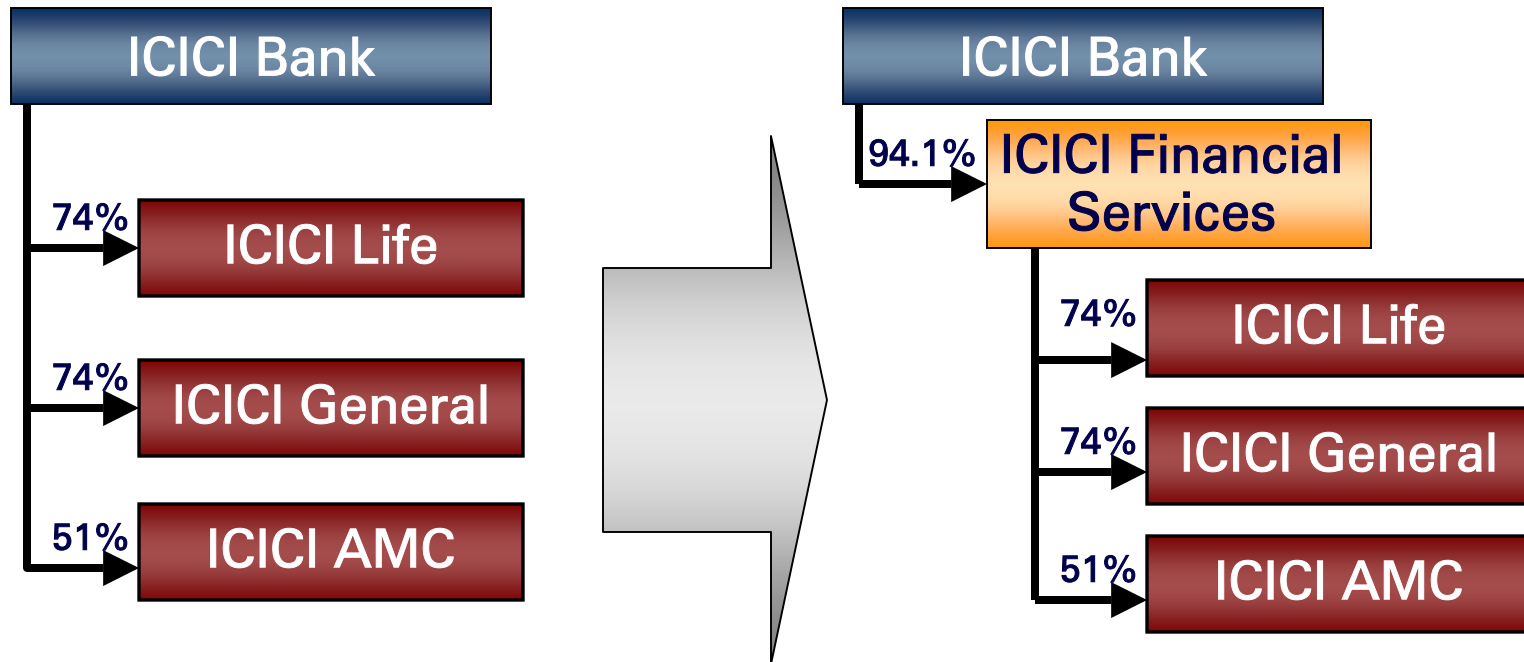 ICICI Bank
74%
ICICI Life
74%
ICICI General
51%
ICICI AMC
ICICI Bank
94.1%
ICICI Financial
Services
74%
ICICI Life
74%
ICICI General
51%
ICICI AMC